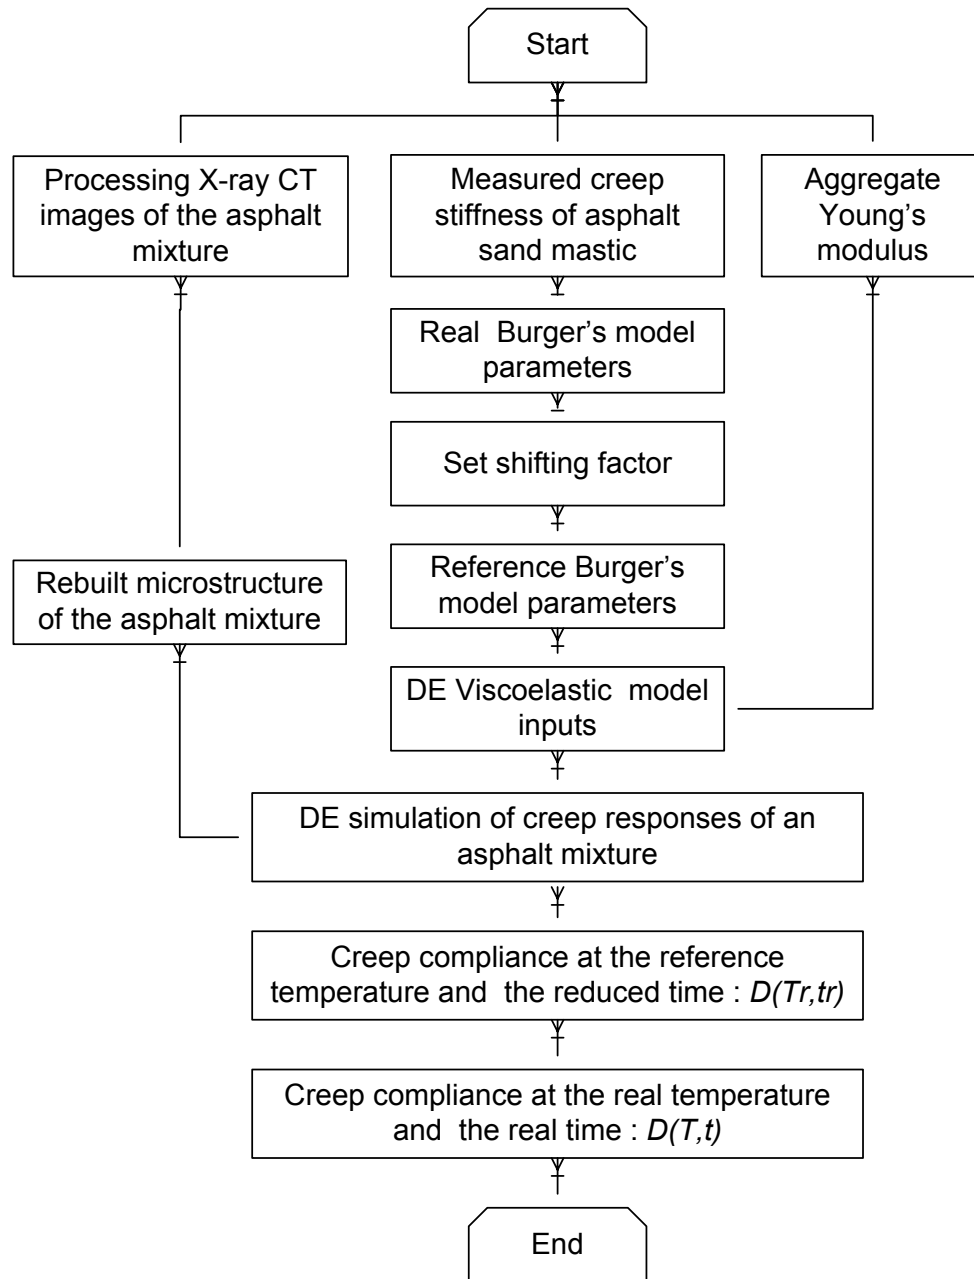 Start
Processing X-ray CT
images of the asphalt
mixture
Measured creep
stiffness of asphalt
sand mastic
Aggregate
Young’s
modulus
Real Burger’s model
parameters
Set shifting factor
Rebuilt microstructure
of the asphalt mixture
Reference Burger’s
model parameters
DE Viscoelastic model
inputs
DE simulation of creep responses of an
asphalt mixture
Creep compliance at the reference
temperature and the reduced time : D(Tr,tr)
Creep compliance at the real temperature
and the real time : D(T,t)
End